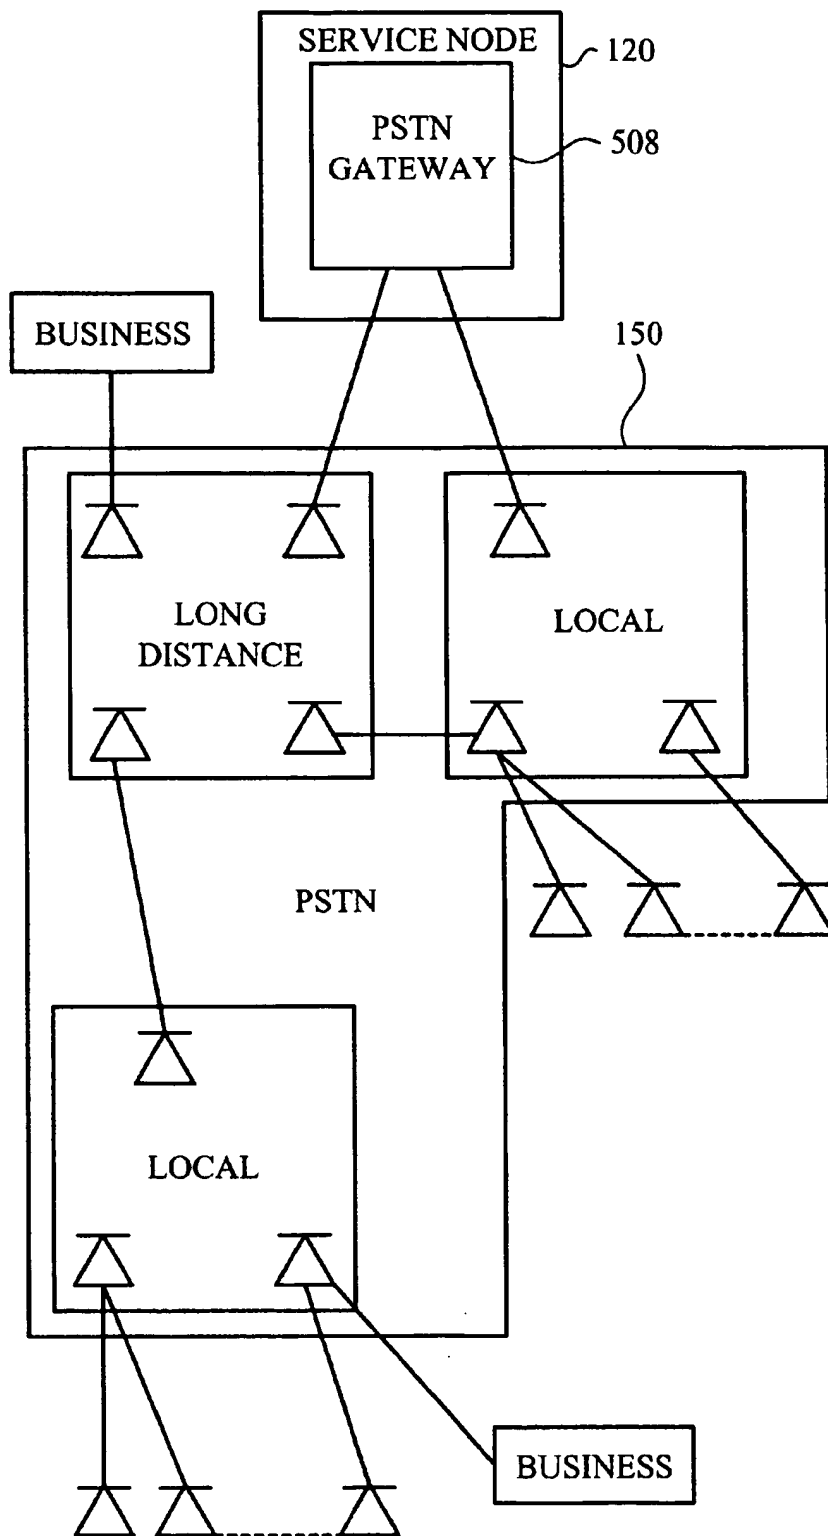 SERVICE NODE
120
PSTN
GATEWAY
508
BUSINESS
150
LONG
DISTANCE
LOCAL
PSTN
LOCAL
BUSINESS